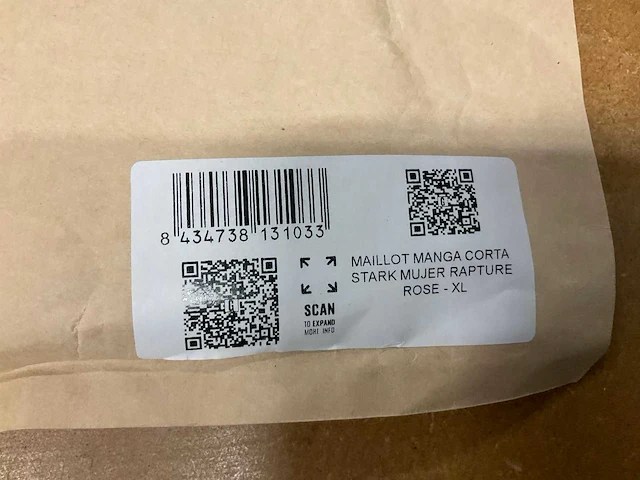 8 434738 131033
MAILLOT MANGA CORTA
STARK MUJER RAPTURE
ROSE - XL
SCAN
TO EXPAND
MORE INFO